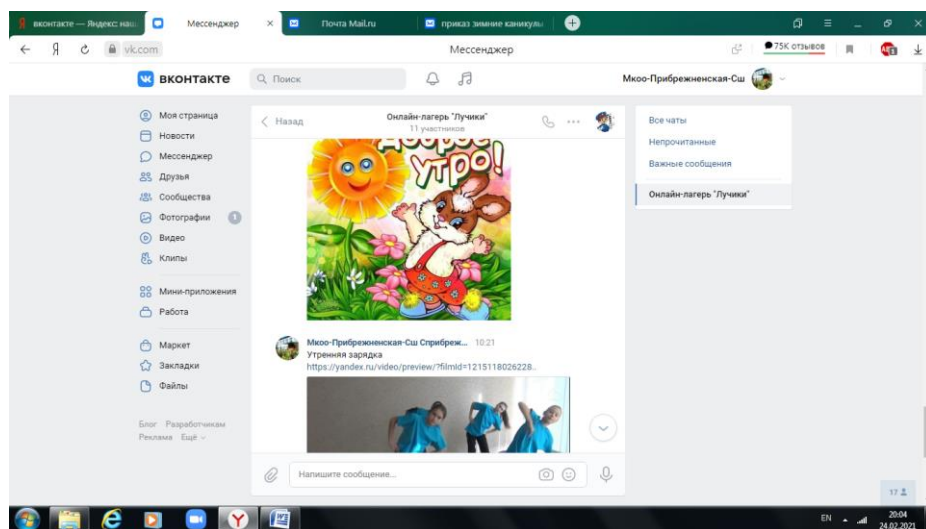 вконтакте — Яндекс: наш
Мессенджер
Почта Mail.ru
приказ зимние каникулы
vk.com
Мессенджер
75K отзывов
вконтакте
Поиск
Мкоо-Прибрежненская-Сш
Моя страница
Новости
Мессенджер
Друзья
Сообщества
Фотографии 1
Видео
Клипы
Мини-приложения
Работа
Маркет
Закладки
Файлы
Блог Разработчикам
Реклама Ещё
Назад
Онлайн-лагерь "Лучики"
11 участников
Доброе
утро!
Мкоо-Прибрежненская-Сш Сприбреж... 10:21
Утренняя зарядка
https://yandex.ru/video/preview/?filmId=1215118026228..
Напишите сообщение...
Все чаты
Непрочитанные
Важные сообщения
Онлайн-лагерь "Лучики"
17
EN
20:04
24.02.2021